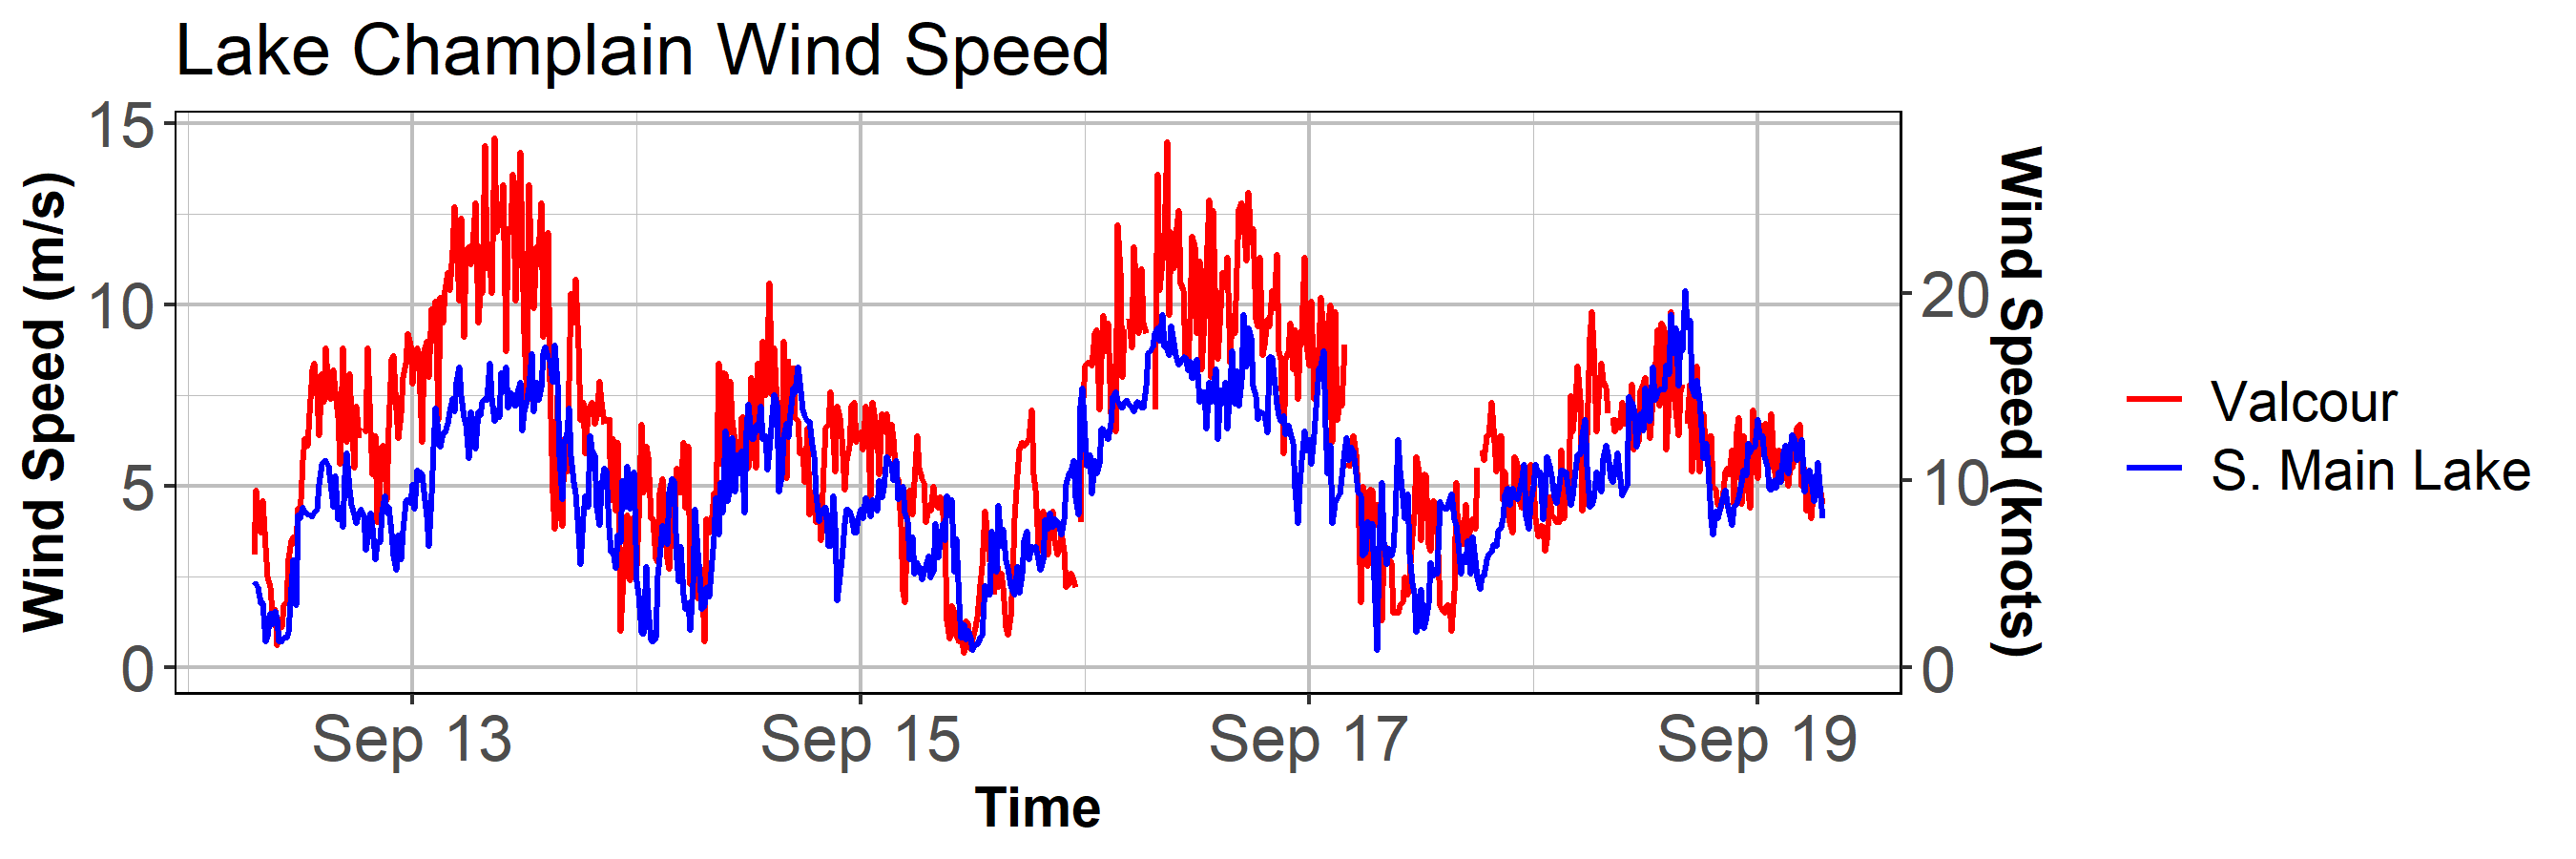 Lake Champlain Wind Speed
15
10
5
0
Wind Speed (m/s)
20
10
0
Wind Speed (knots)
Sep 13
Sep 15
Sep 17
Sep 19
Time
Valcour
S. Main Lake